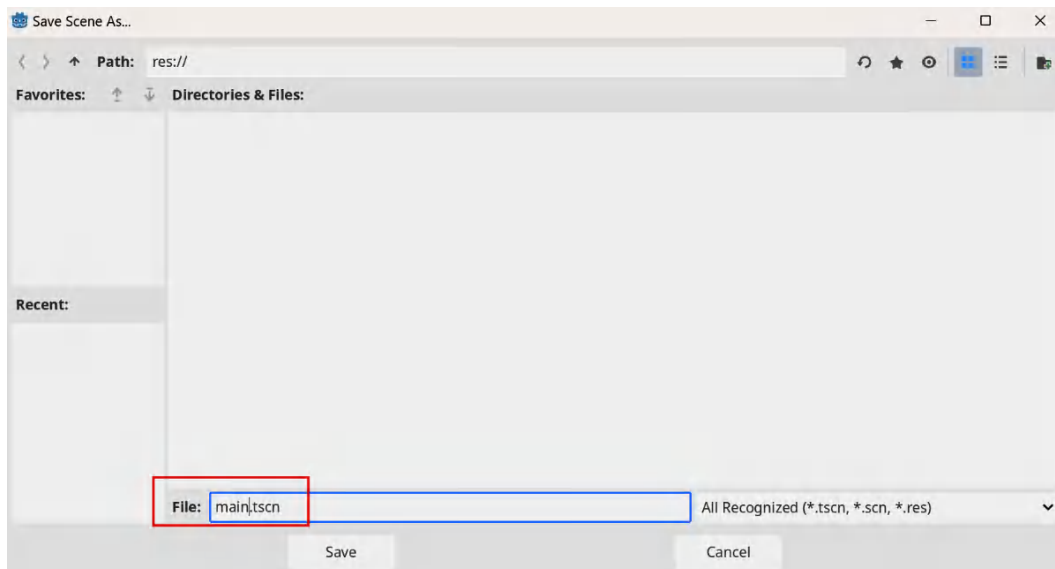 Save Scene As...
Path: res://
Favorites:
Directories & Files:
Recent:
File: main.tscn
All Recognized (*.tscn, *.scn, *.res)
Save
Cancel